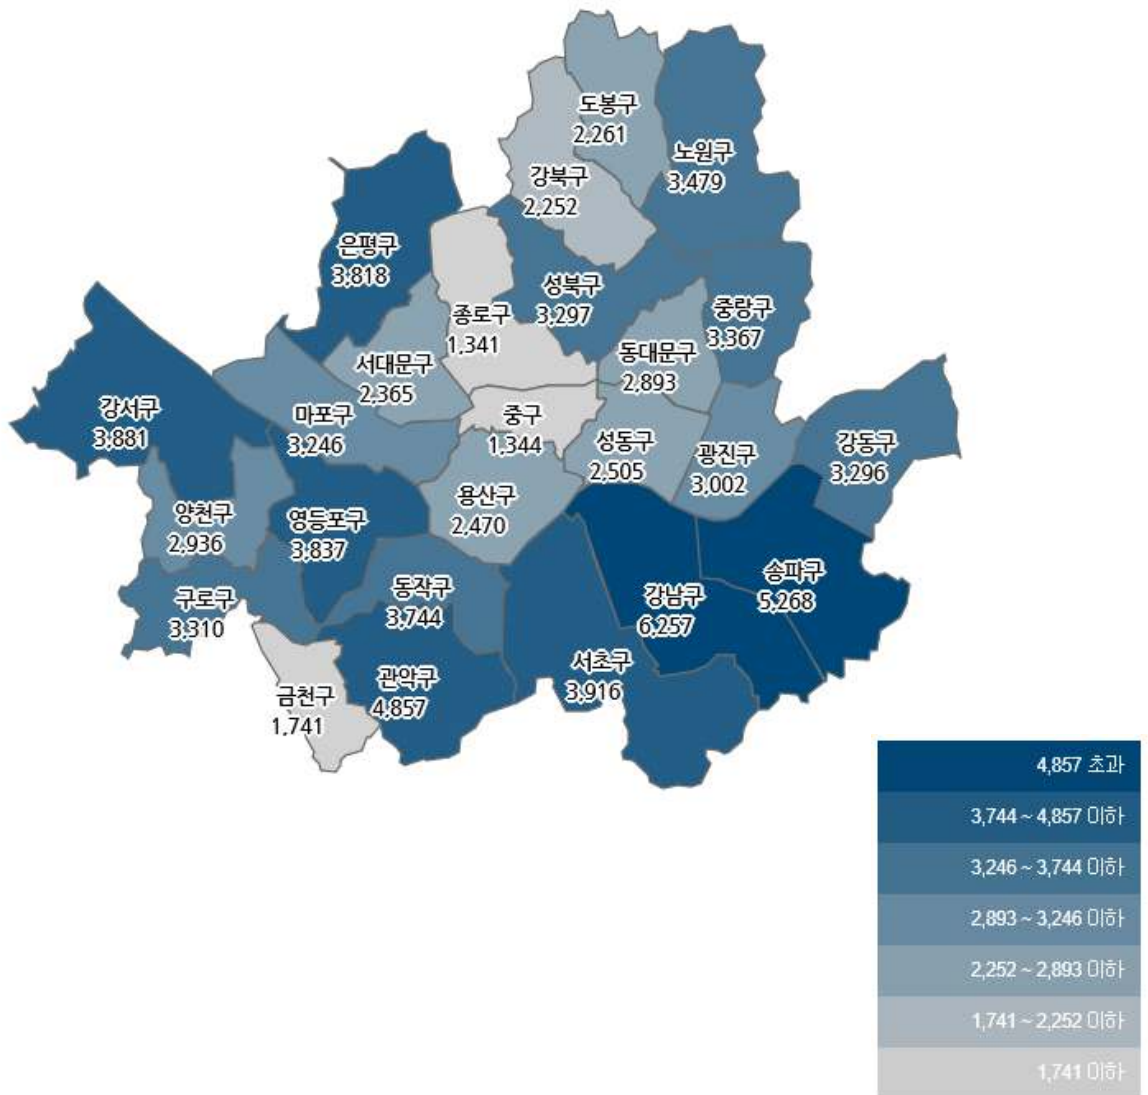 도봉구
2,261
노원구
3,479
강북구
2,252
은평구
3,818
성북구
3,297
중랑구
3,367
종로구
1,341
동대문구
2,893
서대문구
2,365
강서구
3,881
마포구
3,246
중구
1,344
성동구
2,505
광진구
3,002
강동구
3,296
용산구
2,470
양천구
2,936
영등포구
3,837
동작구
3,744
강남구
6,257
송파구
5,268
구로구
3,310
서초구
3,916
관악구
4,857
금천구
1,741
4,857 초과
3,744 ~ 4,857 이하
3,246 ~ 3,744 이하
2,893 ~ 3,246 이하
2,252 ~ 2,893 이하
1,741 ~ 2,252 이하
1,741 이하